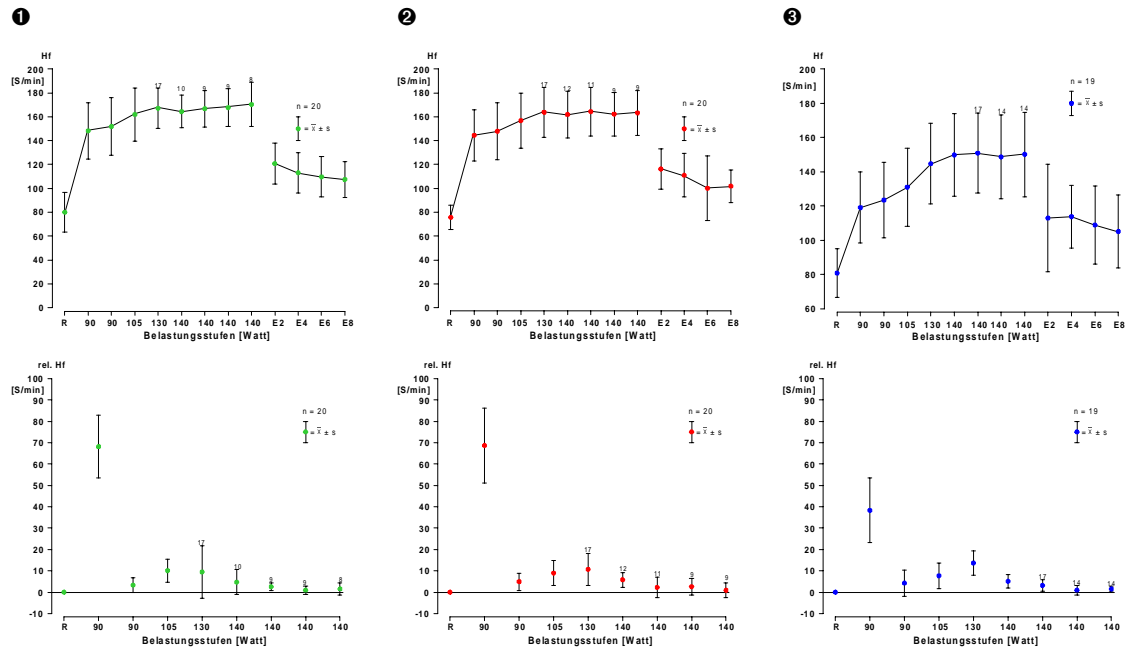 ❶
Hf
[S/min]
200
180
160
140
120
100
80
60
40
20
0
17 10 9 9 8
n = 20
= x̅ ± s
R 90 90 105 130 140 140 140 140 E2 E4 E6 E8
Belastungsstufen [Watt]
❷
Hf
[S/min]
200
180
160
140
120
100
80
60
40
20
0
17 12 11 9 9
n = 20
= x̅ ± s
R 90 90 105 130 140 140 140 140 E2 E4 E6 E8
Belastungsstufen [Watt]
❸
Hf
[S/min]
200
180
160
140
120
100
80
60
17 14 14
n = 19
= x̅ ± s
R 90 90 105 130 140 140 140 140 E2 E4 E6 E8
Belastungsstufen [Watt]
rel. Hf
[S/min]
100
90
80
70
60
50
40
30
20
10
0
-10
17 10 9 9 8
n = 20
= x̅ ± s
R 90 90 105 130 140 140 140 140
Belastungsstufen [Watt]
rel. Hf
[S/min]
100
90
80
70
60
50
40
30
20
10
0
-10
17 12 11 9 9
n = 20
= x̅ ± s
R 90 90 105 130 140 140 140 140
Belastungsstufen [Watt]
rel. Hf
[S/min]
100
90
80
70
60
50
40
30
20
10
0
-10
17 14 14
n = 19
= x̅ ± s
R 90 90 105 130 140 140 140 140
Belastungsstufen [Watt]